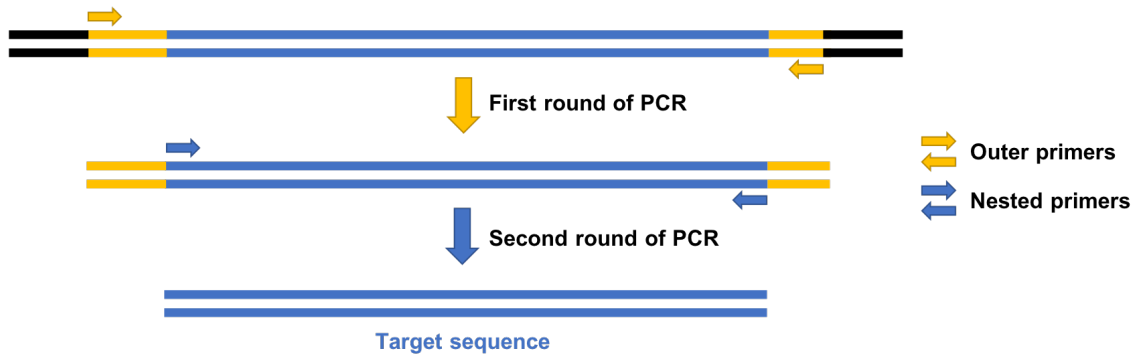 First round of PCR
Outer primers
Nested primers
Second round of PCR
Target sequence